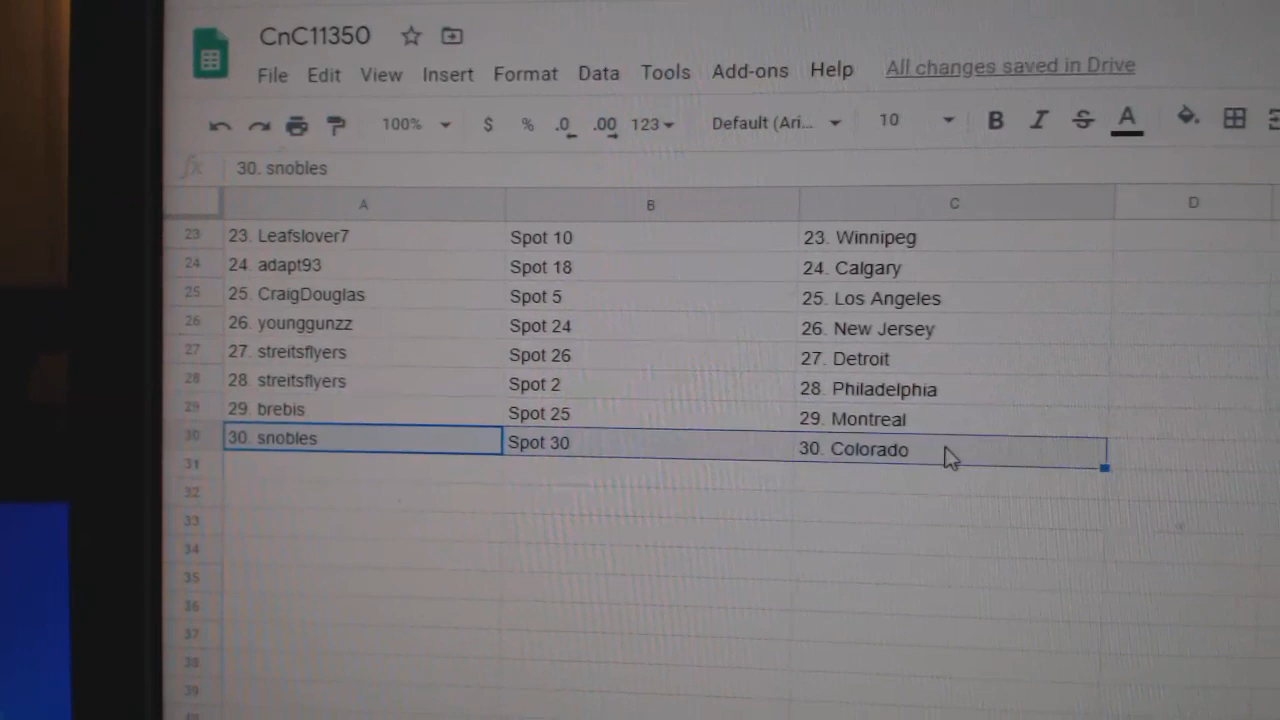 CnC11350
File Edit View Insert Format Data Tools Add-ons Help All changes saved in Drive
100% $ % .0 .00 123 Default (Ari... 10 B I S A
fx 30. snobles
A B C D
23 23. Leafslover7 Spot 10 23. Winnipeg
24 24. adapt93 Spot 18 24. Calgary
25 25. CraigDouglas Spot 5 25. Los Angeles
26 26. younggunzz Spot 24 26. New Jersey
27 27. streitsflyers Spot 26 27. Detroit
28 28. streitsflyers Spot 2 28. Philadelphia
29 29. brebis Spot 25 29. Montreal
30 30. snobles Spot 30 30. Colorado
31
32
33
34
35
36
37
38
39